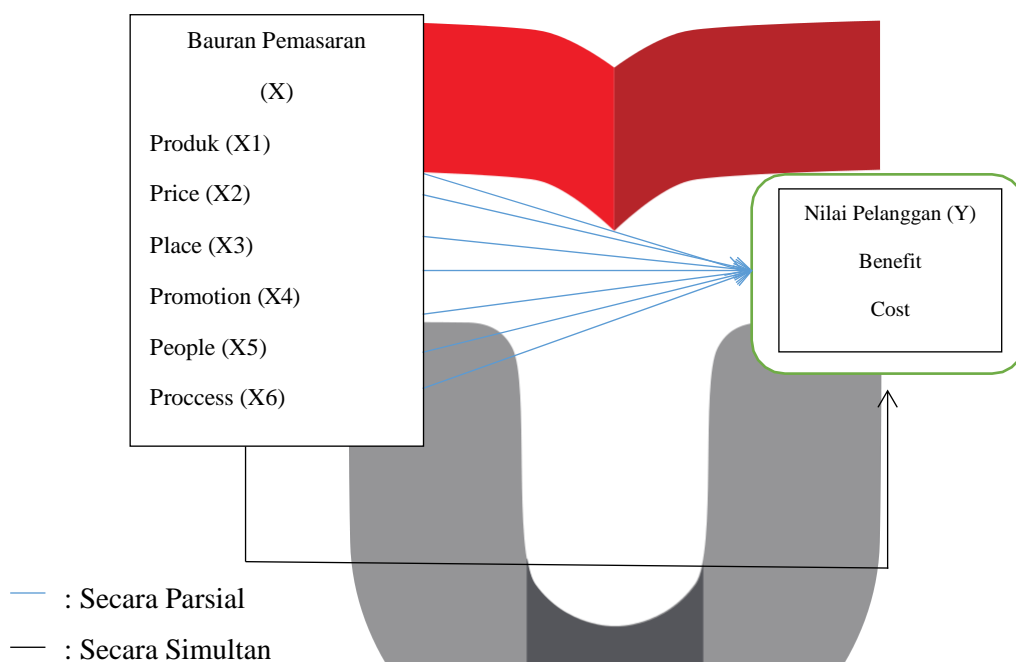 Bauran Pemasaran
(X)
Produk (X1)
Price (X2)
Place (X3)
Promotion (X4)
People (X5)
Proccess (X6)
Nilai Pelanggan (Y)
Benefit
Cost
: Secara Parsial
: Secara Simultan